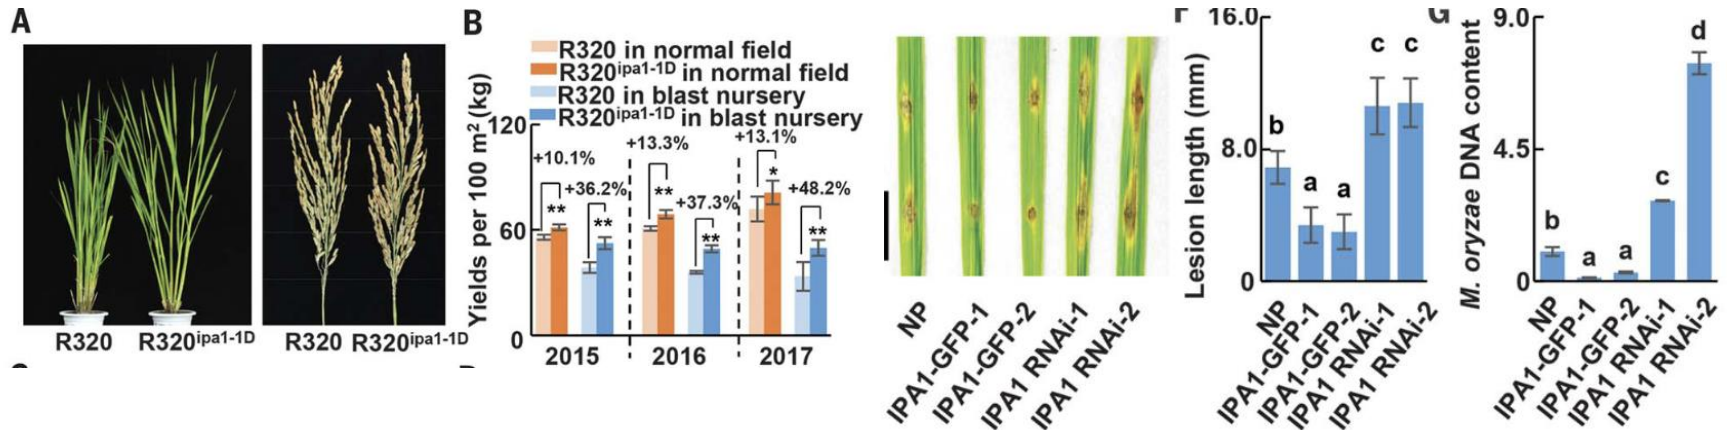 A
R320
R320ipa1-1D
R320
R320ipa1-1D
B
R320 in normal field
R320ipa1-1D in normal field
R320 in blast nursery
R320ipa1-1D in blast nursery
Yields per 100 m² (kg)
120
60
0
+10.1%
**
+36.2%
**
+13.3%
**
+37.3%
**
+13.1%
*
+48.2%
**
2015
2016
2017
NP
IPA1-GFP-1
IPA1-GFP-2
IPA1 RNAi-1
IPA1 RNAi-2
F
Lesion length (mm)
16.0
8.0
0
b
a
a
c
c
NP
IPA1-GFP-1
IPA1-GFP-2
IPA1 RNAi-1
IPA1 RNAi-2
G
M. oryzae DNA content
9.0
4.5
0
b
a
a
c
d
NP
IPA1-GFP-1
IPA1-GFP-2
IPA1 RNAi-1
IPA1 RNAi-2